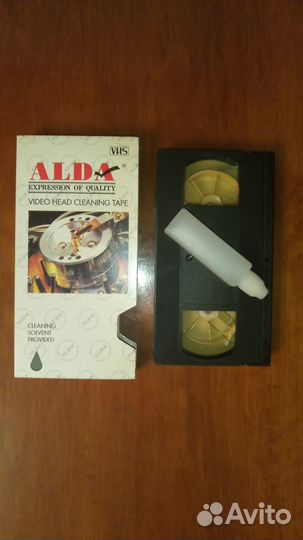 VHS
ALDA
EXPRESSION OF QUALITY
VIDEO HEAD CLEANING TAPE
CLEANING
SOLVENT
PROVIDED
Avito